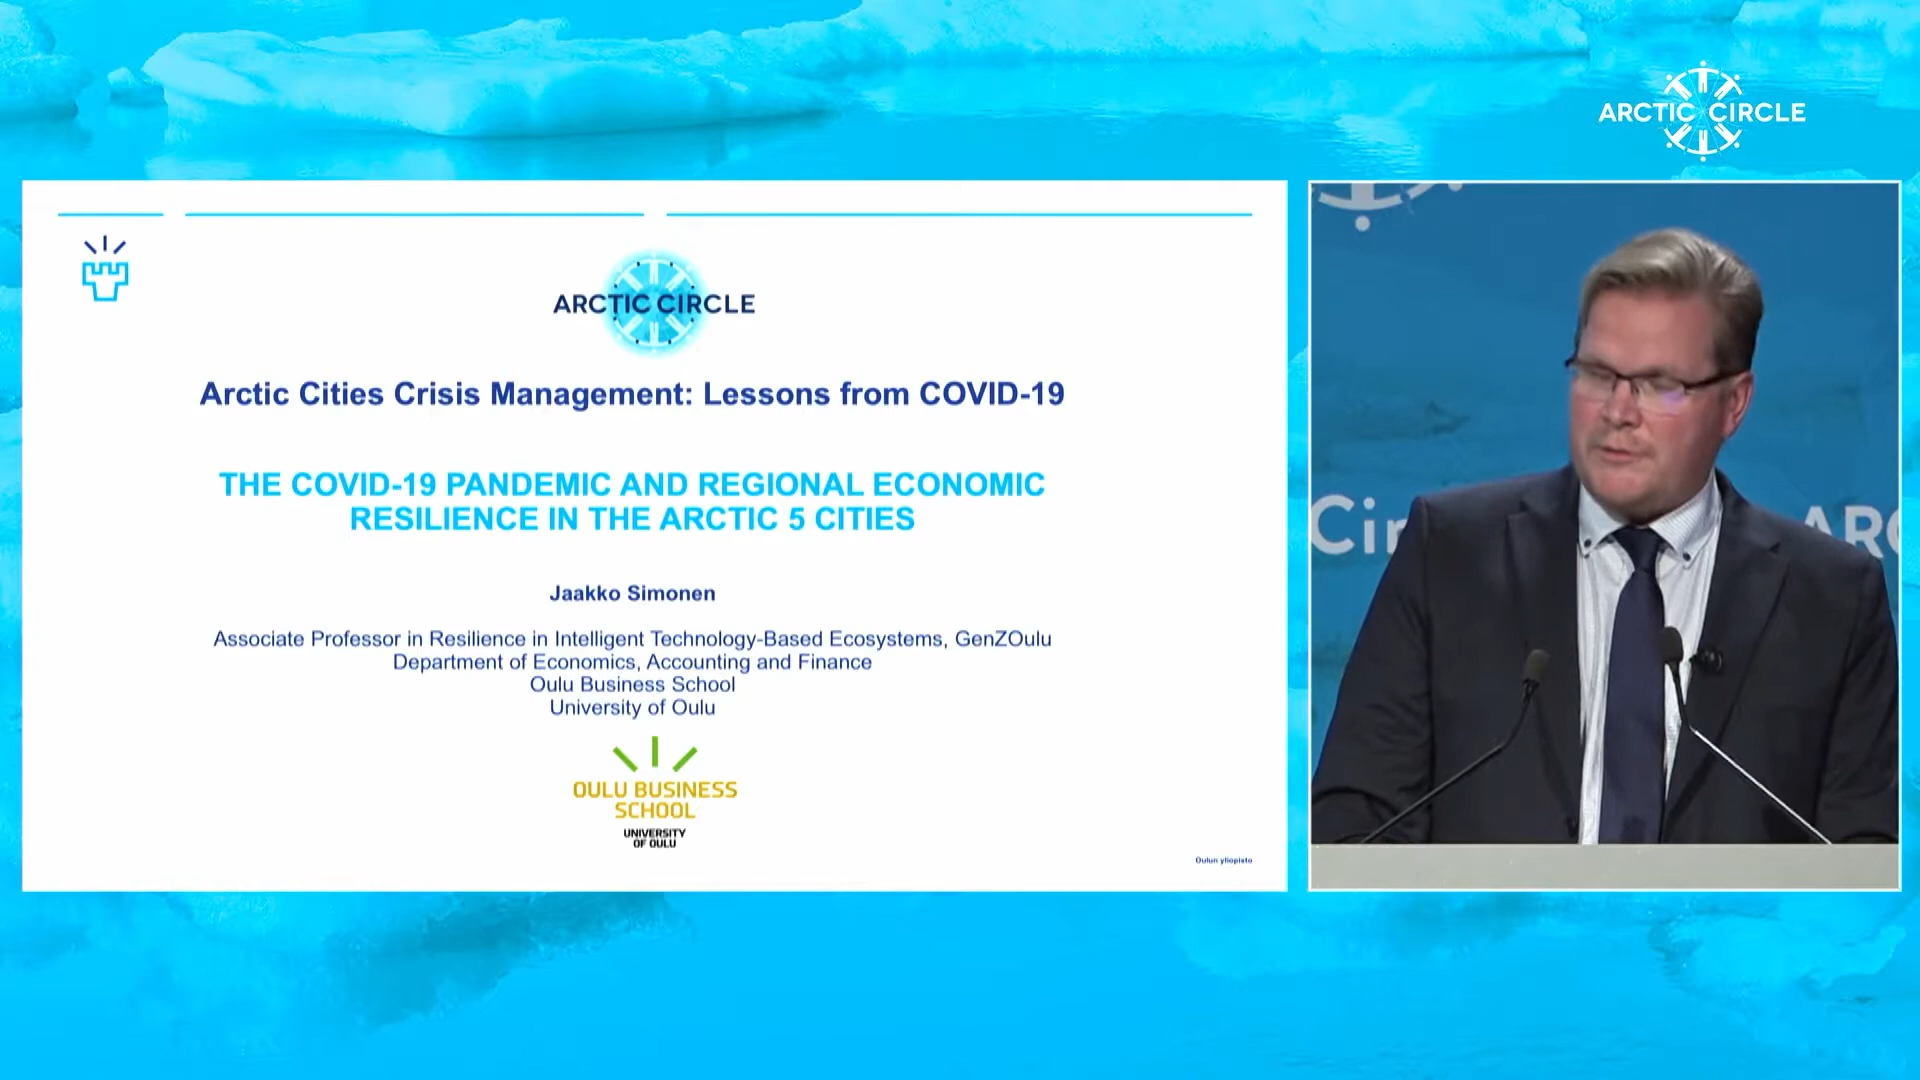 ARCTIC CIRCLE
ARCTIC CIRCLE
Arctic Cities Crisis Management: Lessons from COVID-19
THE COVID-19 PANDEMIC AND REGIONAL ECONOMIC
RESILIENCE IN THE ARCTIC 5 CITIES
Jaakko Simonen
Associate Professor in Resilience in Intelligent Technology-Based Ecosystems, GenZOulu
Department of Economics, Accounting and Finance
Oulu Business School
University of Oulu
OULU BUSINESS
SCHOOL
UNIVERSITY
OF OULU
Oulun yliopisto
Cir
ARC